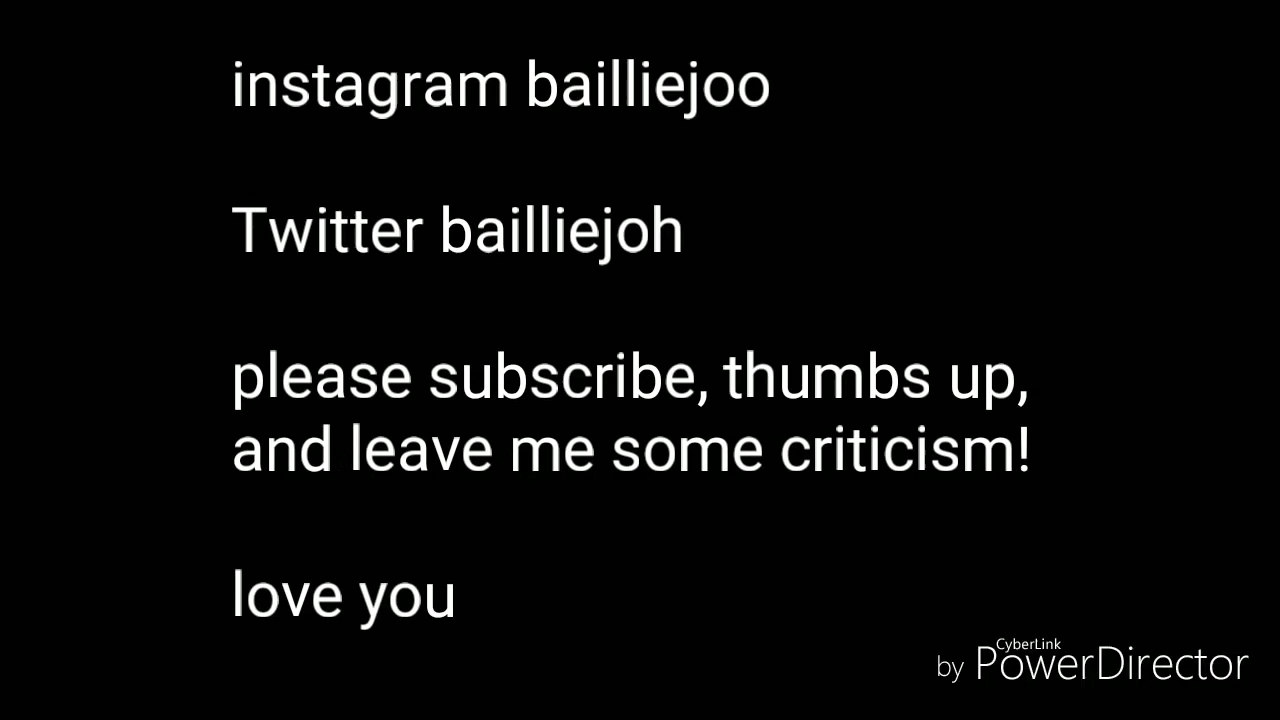 instagram bailliejoo
Twitter bailliejoh
please subscribe, thumbs up,
and leave me some criticism!
love you
CyberLink
by PowerDirector